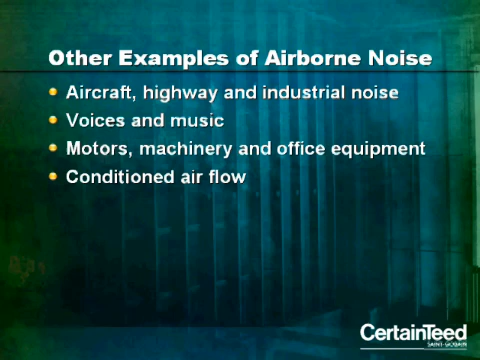 Other Examples of Airborne Noise
Aircraft, highway and industrial noise
Voices and music
Motors, machinery and office equipment
Conditioned air flow
CertainTeed
SAINT-GOBAIN